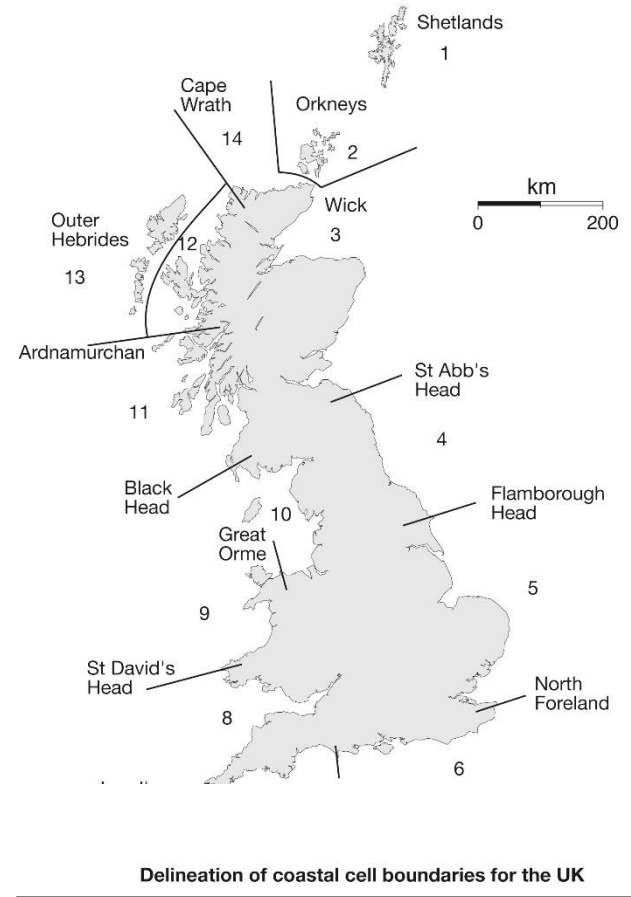 Shetlands
1
Cape
Wrath
Orkneys
14
2
Wick
3
km
0 200
Outer
Hebrides
12
13
Ardnamurchan
St Abb's
Head
11
4
Black
Head
Flamborough
Head
10
Great
Orme
5
9
St David's
Head
North
Foreland
8
6
Delineation of coastal cell boundaries for the UK